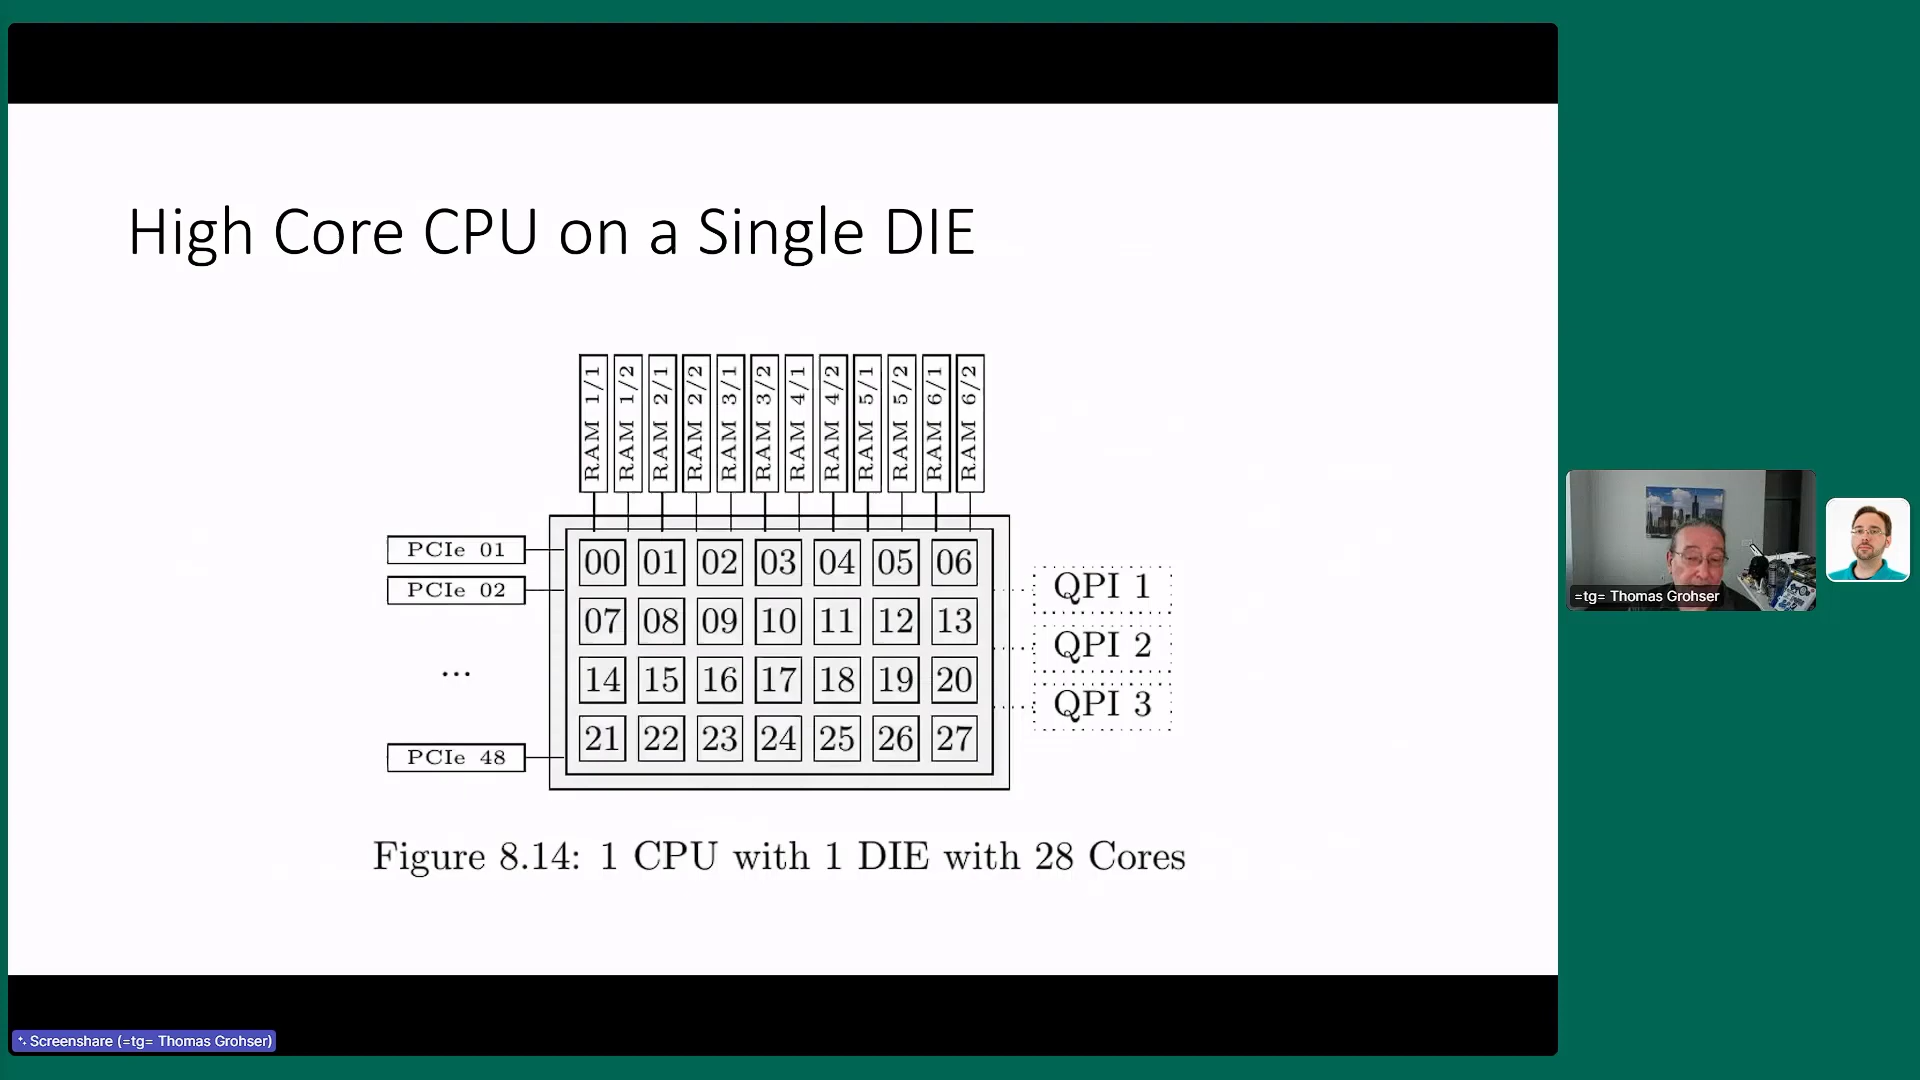 High Core CPU on a Single DIE
RAM 1/1
RAM 1/2
RAM 2/1
RAM 2/2
RAM 3/1
RAM 3/2
RAM 4/1
RAM 4/2
RAM 5/1
RAM 5/2
RAM 6/1
RAM 6/2
PCIe 01
PCIe 02
...
PCIe 48
00 01 02 03 04 05 06
07 08 09 10 11 12 13
14 15 16 17 18 19 20
21 22 23 24 25 26 27
QPI 1
QPI 2
QPI 3
Figure 8.14: 1 CPU with 1 DIE with 28 Cores
=tg= Thomas Grohser
Screenshare (=tg= Thomas Grohser)